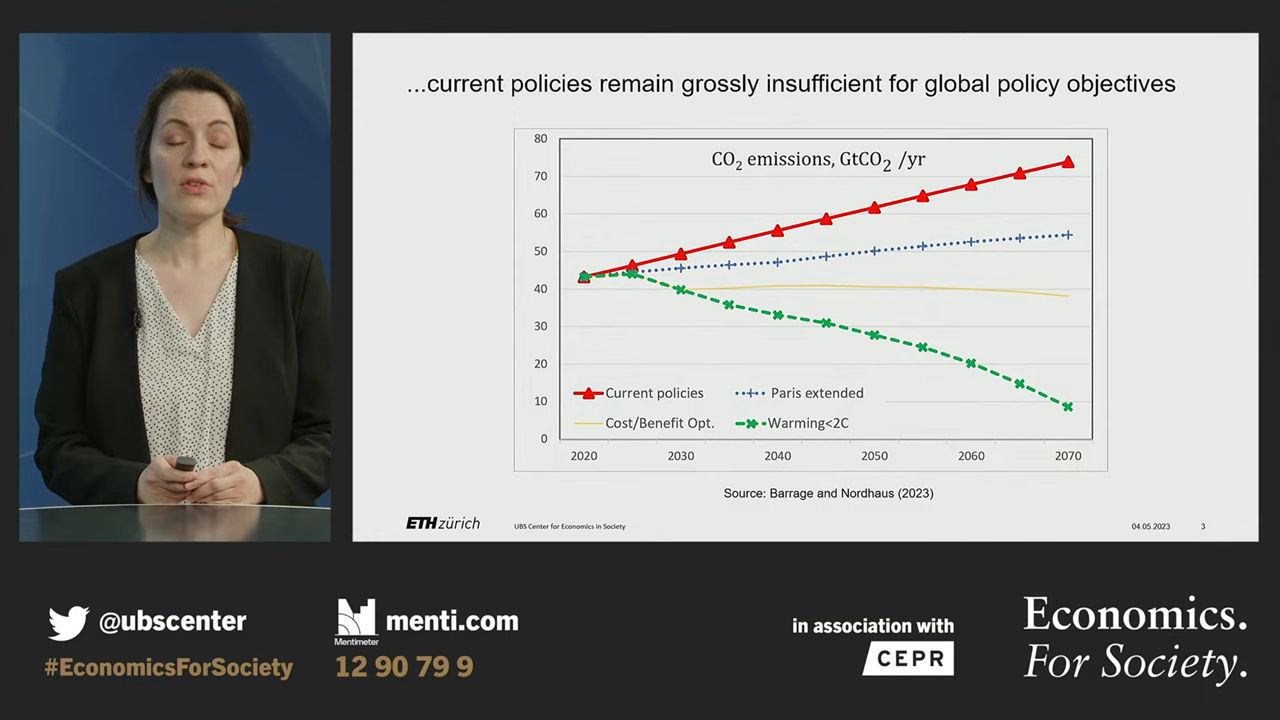 ...current policies remain grossly insufficient for global policy objectives
CO2 emissions, GtCO2 /yr
80
70
60
50
40
30
20
10
0
Current policies
Paris extended
Cost/Benefit Opt.
Warming<2C
2020 2030 2040 2050 2060 2070
Source: Barrage and Nordhaus (2023)
ETH zürich UBS Center for Economics in Society 04.05.2023 3
@ubscenter
#EconomicsForSociety
Mentimeter
menti.com
12 90 79 9
in association with
CEPR
Economics.
For Society.